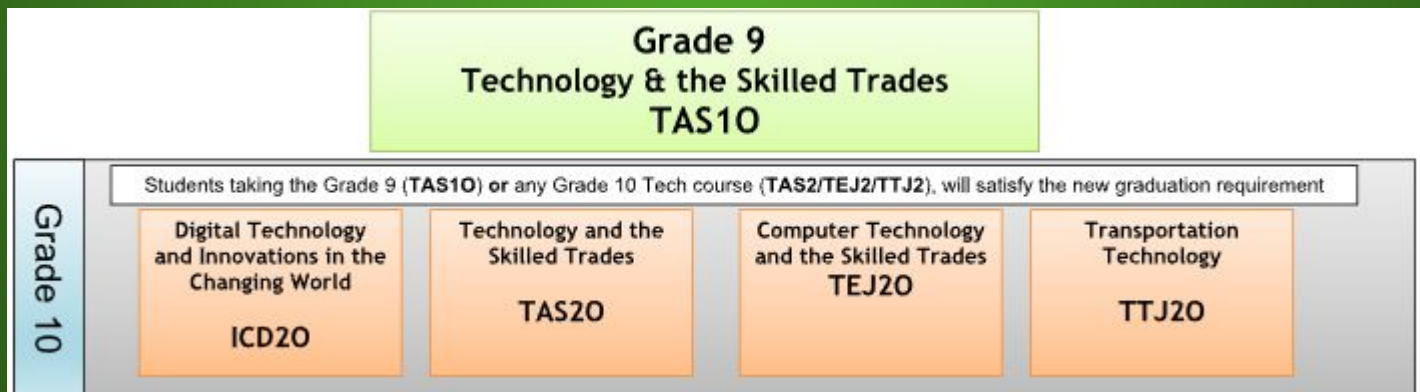 Grade 9
Technology & the Skilled Trades
TAS1O
Students taking the Grade 9 (TAS1O) or any Grade 10 Tech course (TAS2/TEJ2/TTJ2), will satisfy the new graduation requirement
Grade 10
Digital Technology
and Innovations in the
Changing World
ICD2O
Technology and the
Skilled Trades
TAS2O
Computer Technology
and the Skilled Trades
TEJ2O
Transportation
Technology
TTJ2O